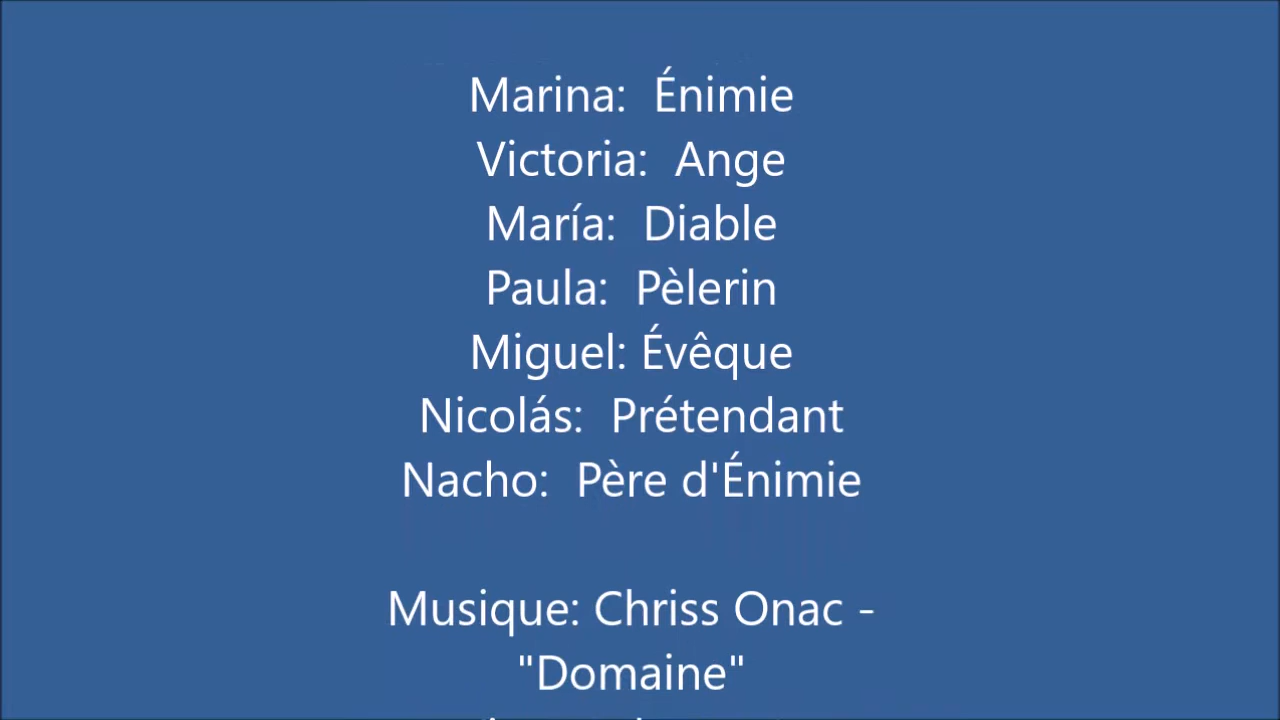 Marina:  Énimie
Victoria:  Ange
María:  Diable
Paula:  Pèlerin
Miguel: Évêque
Nicolás:  Prétendant
Nacho:  Père d'Énimie
Musique: Chriss Onac -
"Domaine"